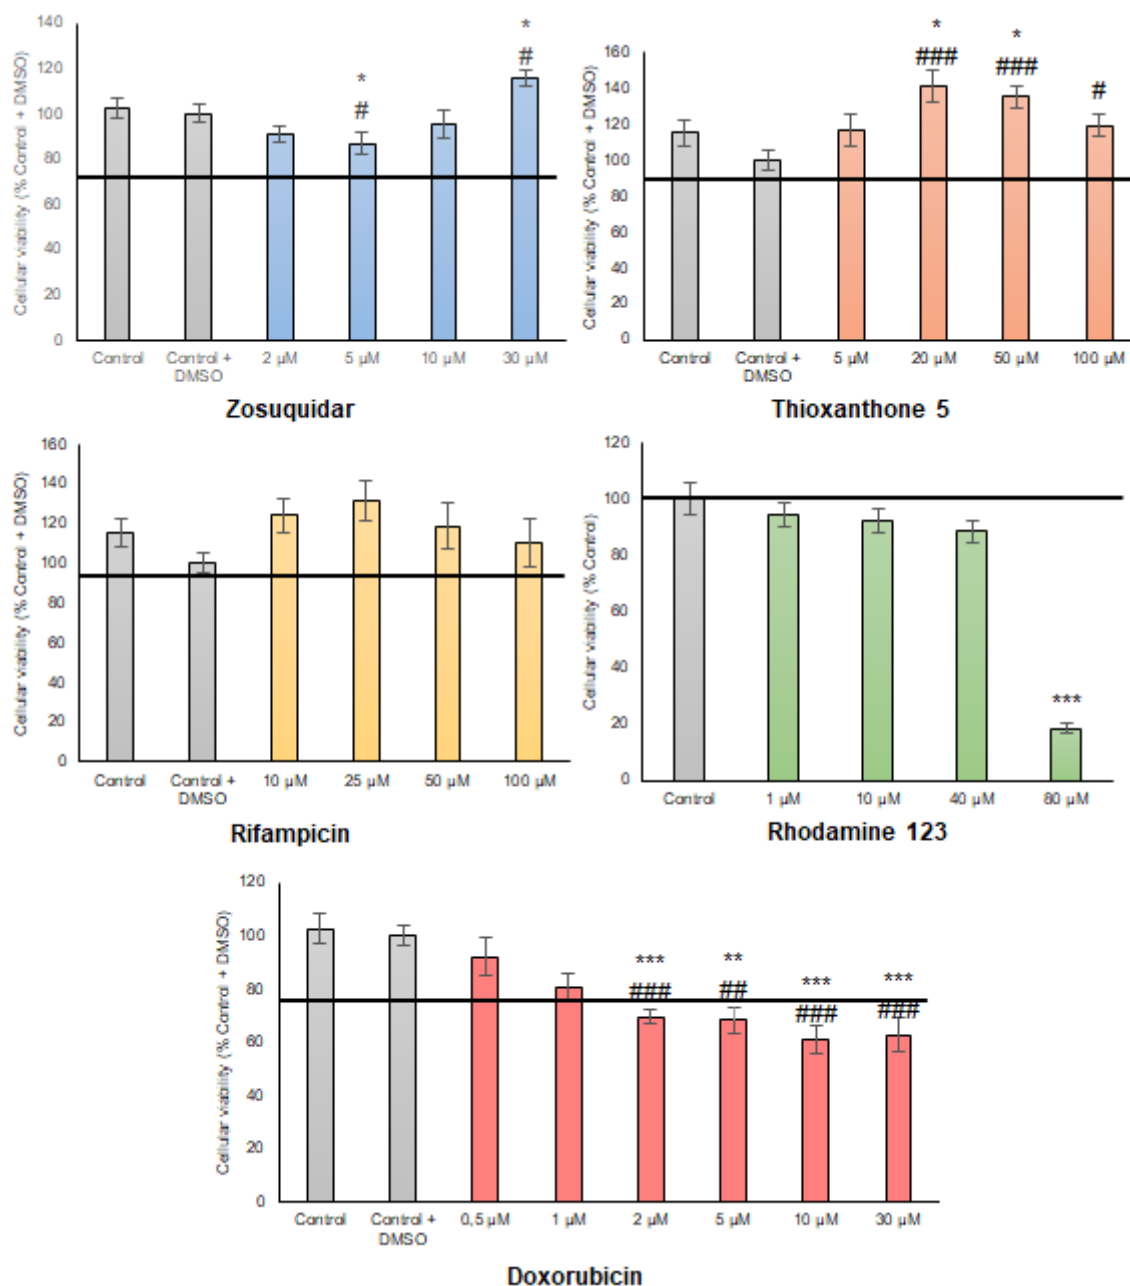 Cellular viability (% Control + DMSO)
140
120
100
80
60
40
20
0
*
#
*
#
Control
Control + DMSO
2 µM
5 µM
10 µM
30 µM
Zosuquidar
Cellular viability (% Control + DMSO)
160
140
120
100
80
60
40
20
0
*
###
*
###
#
Control
Control + DMSO
5 µM
20 µM
50 µM
100 µM
Thioxanthone 5
Cellular viability (% Control + DMSO)
160
140
120
100
80
60
40
20
0
Control
Control + DMSO
10 µM
25 µM
50 µM
100 µM
Rifampicin
Cellular viability (% Control)
120
100
80
60
40
20
0
***
Control
1 µM
10 µM
40 µM
80 µM
Rhodamine 123
Cellular viability (% Control + DMSO)
120
100
80
60
40
20
0
***
###
**
##
***
###
***
###
Control
Control + DMSO
0,5 µM
1 µM
2 µM
5 µM
10 µM
30 µM
Doxorubicin